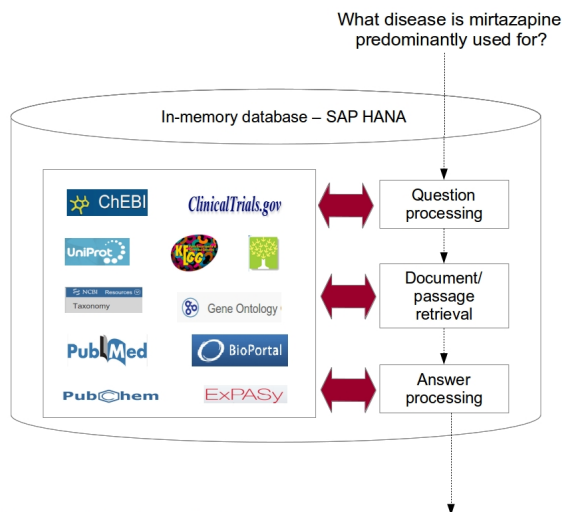 What disease is mirtazapine
predominantly used for?
In-memory database – SAP HANA
ChEBI
ClinicalTrials.gov
Question
processing
UniProt
KEGG
NCBI Resources
Taxonomy
Gene Ontology
Document/
passage
retrieval
PubMed
BioPortal
PubChem
ExPASy
Answer
processing